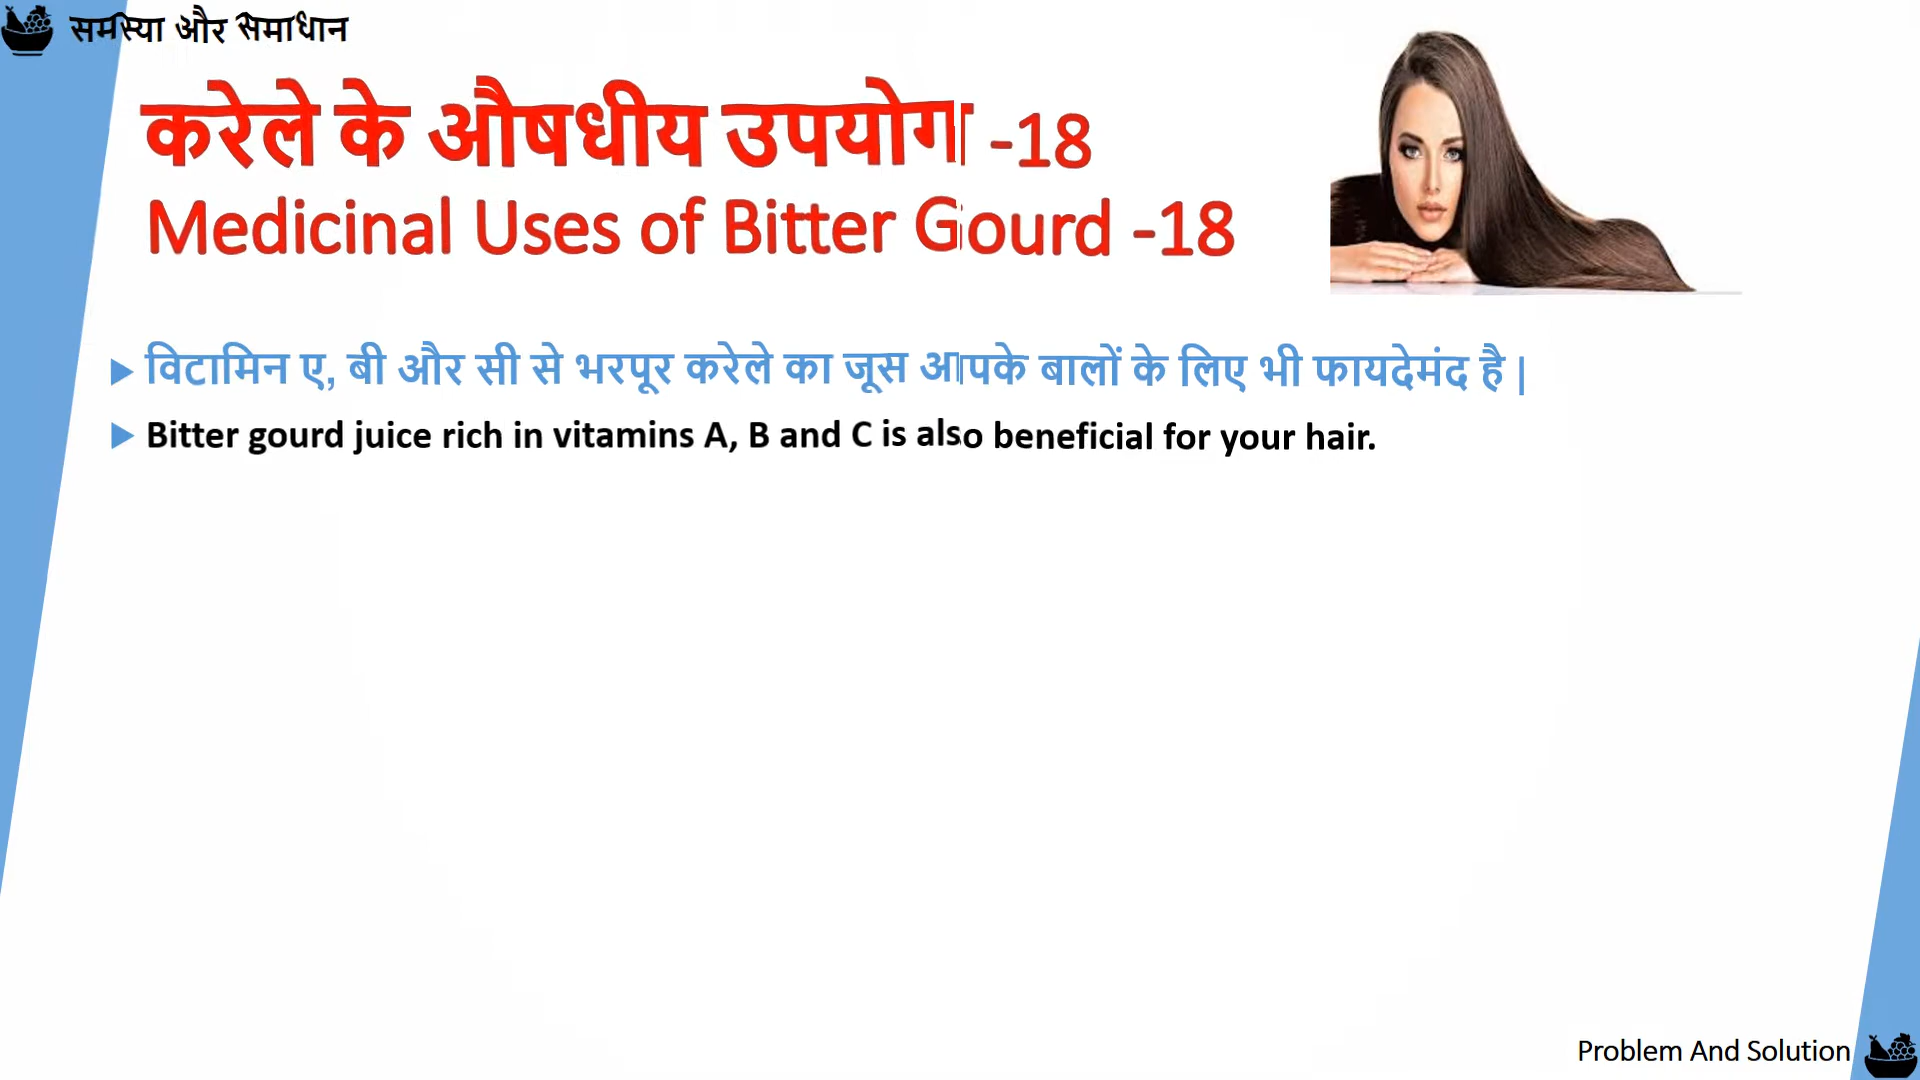 समस्या और समाधान
करेले के औषधीय उपयोग -18
Medicinal Uses of Bitter Gourd -18
विटामिन ए, बी और सी से भरपूर करेले का जूस आपके बालों के लिए भी फायदेमंद है |
Bitter gourd juice rich in vitamins A, B and C is also beneficial for your hair.
Problem And Solution